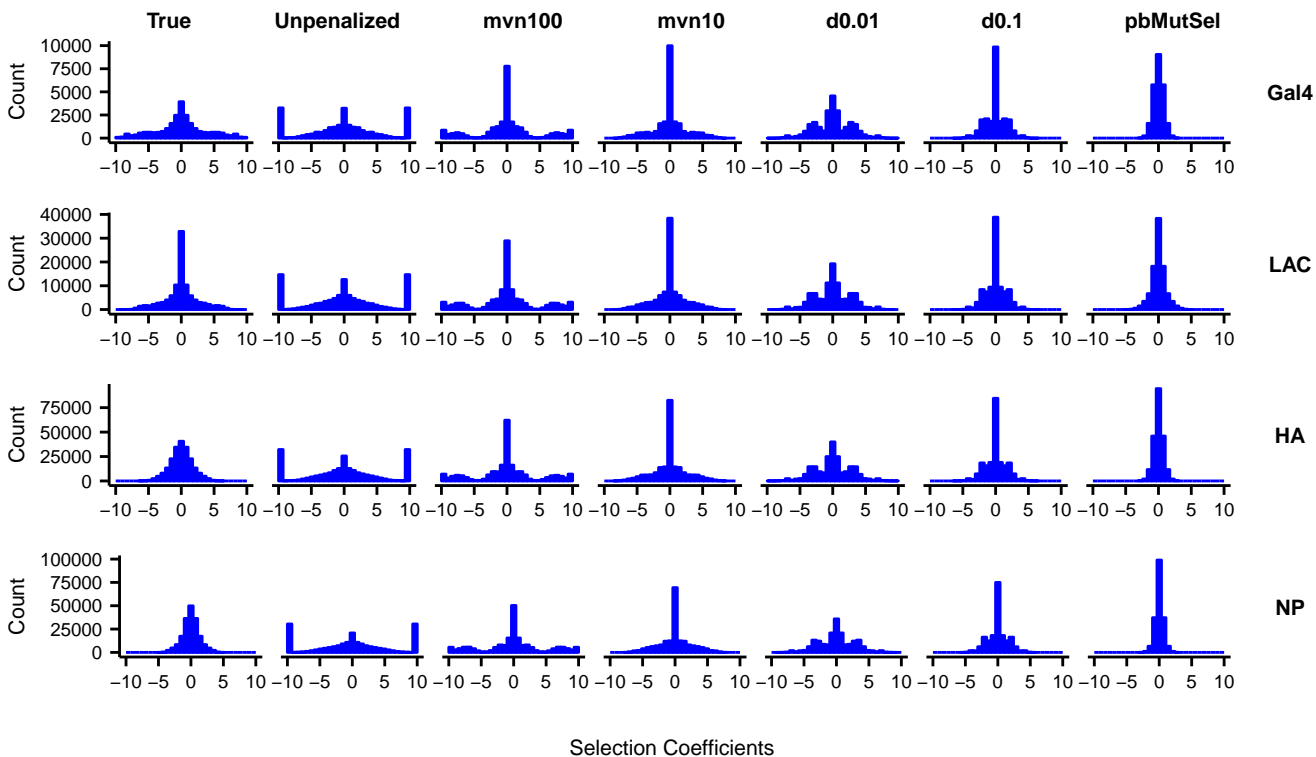 True Unpenalized mvn100 mvn10 d0.01 d0.1 pbMutSel
10000
7500
5000
2500
0
Count
Gal4
−10 −5 0 5 10 −10 −5 0 5 10 −10 −5 0 5 10 −10 −5 0 5 10 −10 −5 0 5 10 −10 −5 0 5 10 −10 −5 0 5 10
40000
30000
20000
10000
0
Count
LAC
−10 −5 0 5 10 −10 −5 0 5 10 −10 −5 0 5 10 −10 −5 0 5 10 −10 −5 0 5 10 −10 −5 0 5 10 −10 −5 0 5 10
75000
50000
25000
0
Count
HA
−10 −5 0 5 10 −10 −5 0 5 10 −10 −5 0 5 10 −10 −5 0 5 10 −10 −5 0 5 10 −10 −5 0 5 10 −10 −5 0 5 10
100000
75000
50000
25000
0
Count
NP
−10 −5 0 5 10 −10 −5 0 5 10 −10 −5 0 5 10 −10 −5 0 5 10 −10 −5 0 5 10 −10 −5 0 5 10 −10 −5 0 5 10
Selection Coefficients